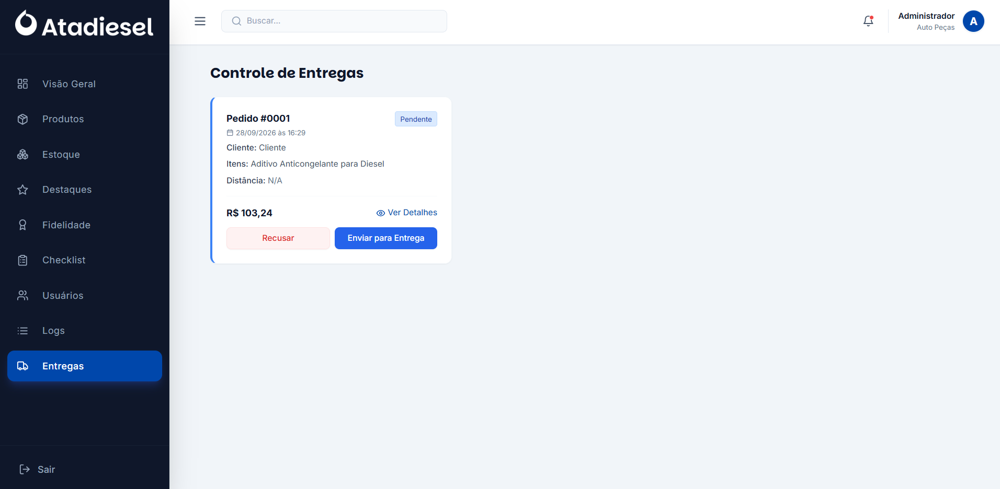 Atadiesel
Buscar...
Administrador
Auto Peças
A
Visão Geral
Produtos
Estoque
Destaques
Fidelidade
Checklist
Usuários
Logs
Entregas
Sair
Controle de Entregas
Pedido #0001
Pendente
28/09/2026 às 16:29
Cliente: Cliente
Itens: Aditivo Anticongelante para Diesel
Distância: N/A
R$ 103,24
Ver Detalhes
Recusar
Enviar para Entrega